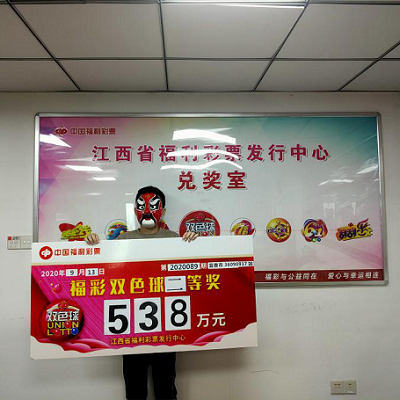 中国福利彩票
江西省福利彩票发行中心
兑奖室
双色球
福彩与公益同在 爱心与幸运相连
中国福利彩票
2020年9月13日
第2020089期
福彩双色球二等奖
双色球
UNION
LOTTO
538万元
江西省福利彩票发行中心